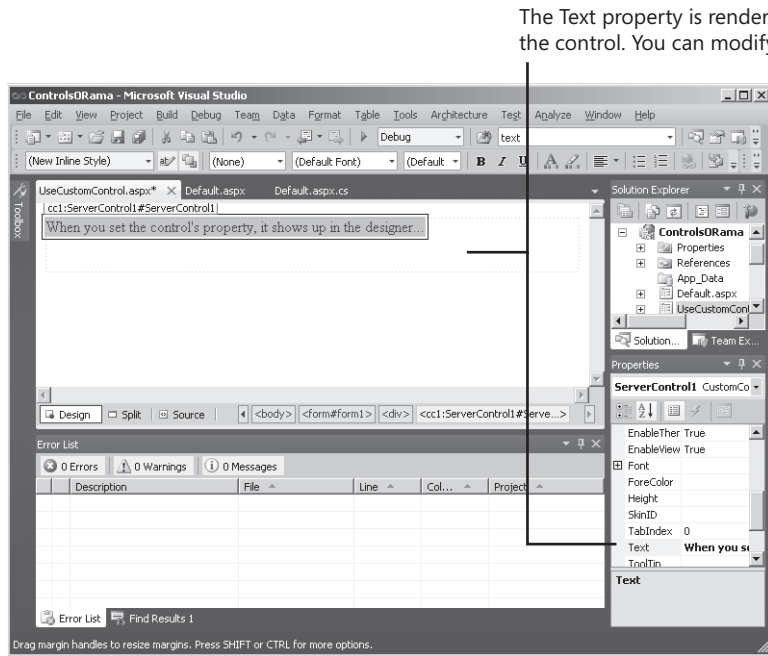 The Text property is render
the control. You can modify
ControlsORama - Microsoft Visual Studio
File Edit View Project Build Debug Team Data Format Table Tools Architecture Test Analyze Window Help
Debug text
(New Inline Style) (None) (Default Font) (Default B I U A
Toolbox
UseCustomControl.aspx* Default.aspx Default.aspx.cs
cc1:ServerControl1#ServerControl1
When you set the control's property, it shows up in the designer...
Design Split Source <body> <form#form1> <div> <cc1:ServerControl1#Serve...>
Error List
0 Errors 0 Warnings 0 Messages
Description File Line Col... Project
Error List Find Results 1
Solution Explorer
ControlsORama
Properties
References
App_Data
Default.aspx
UseCustomCont
Solution... Team Ex...
Properties
ServerControl1 CustomCo
EnableTher True
EnableView True
Font
ForeColor
Height
SkinID
TabIndex 0
Text When you se
ToolTip
Text
Drag margin handles to resize margins. Press SHIFT or CTRL for more options.